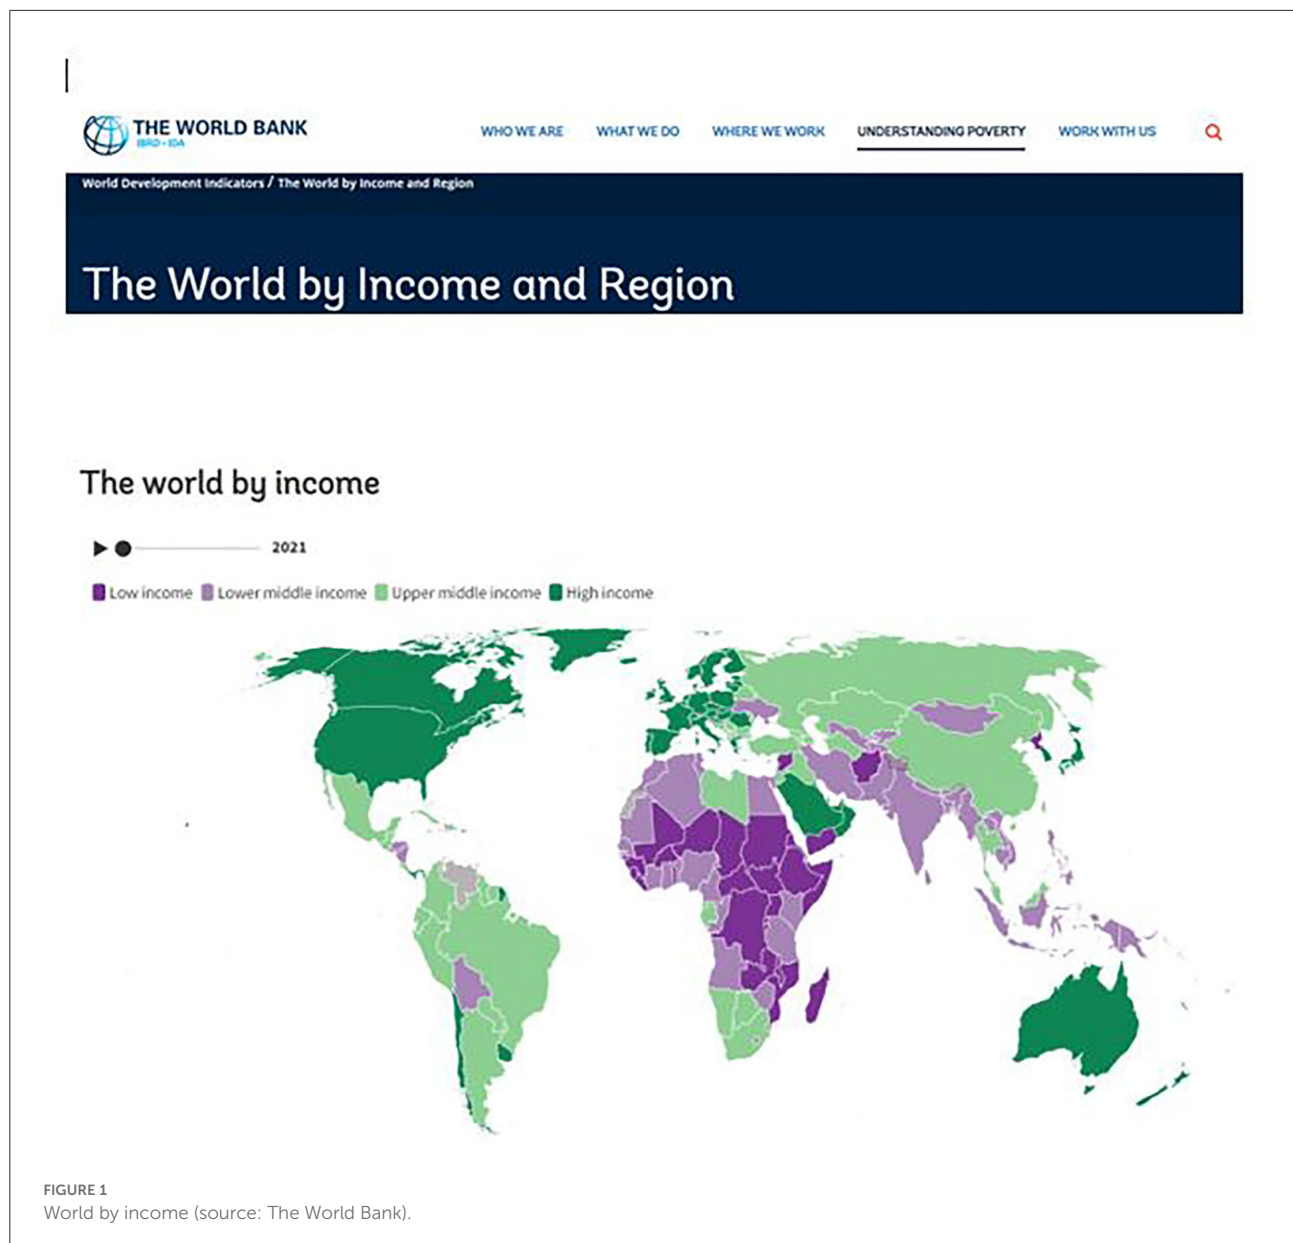 THE WORLD BANK
IBRD • IDA
WHO WE ARE
WHAT WE DO
WHERE WE WORK
UNDERSTANDING POVERTY
WORK WITH US
World Development Indicators / The World by Income and Region
The World by Income and Region
The world by income
2021
Low income Lower middle income Upper middle income High income
FIGURE 1
World by income (source: The World Bank).